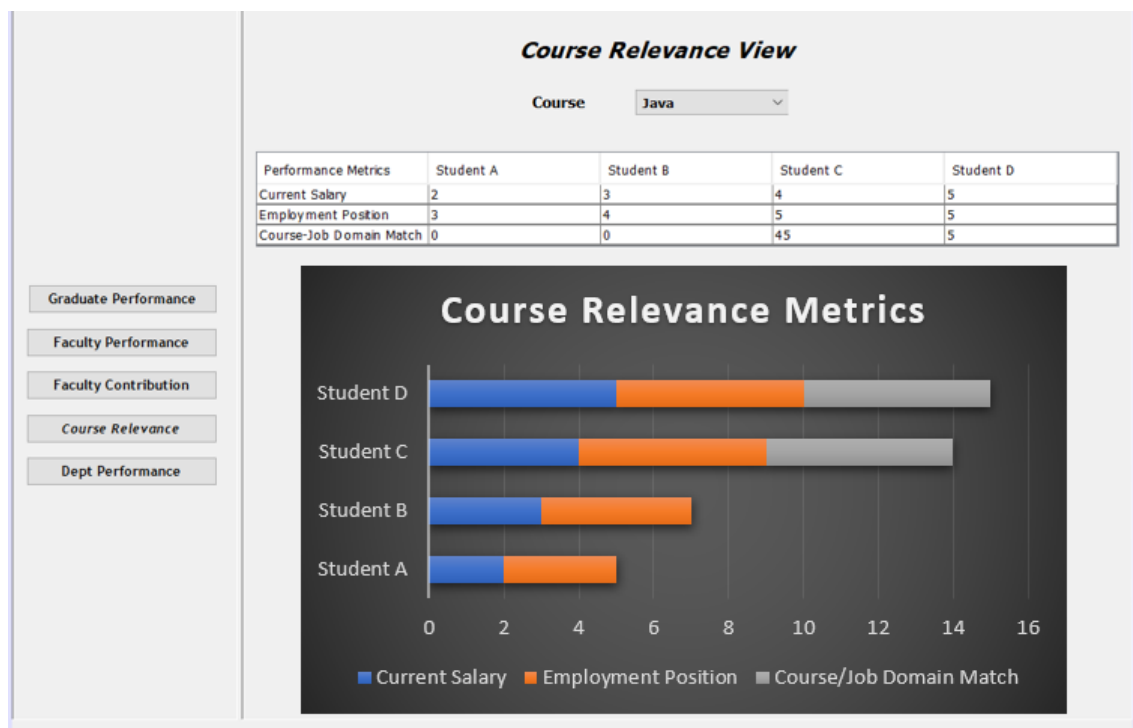 Course Relevance View
Course Java
Performance Metrics Student A Student B Student C Student D
Current Salary 2 3 4 5
Employment Position 3 4 5 5
Course-Job Domain Match 0 0 45 5
Graduate Performance
Faculty Performance
Faculty Contribution
Course Relevance
Dept Performance
Course Relevance Metrics
Student D
Student C
Student B
Student A
0 2 4 6 8 10 12 14 16
Current Salary Employment Position Course/Job Domain Match